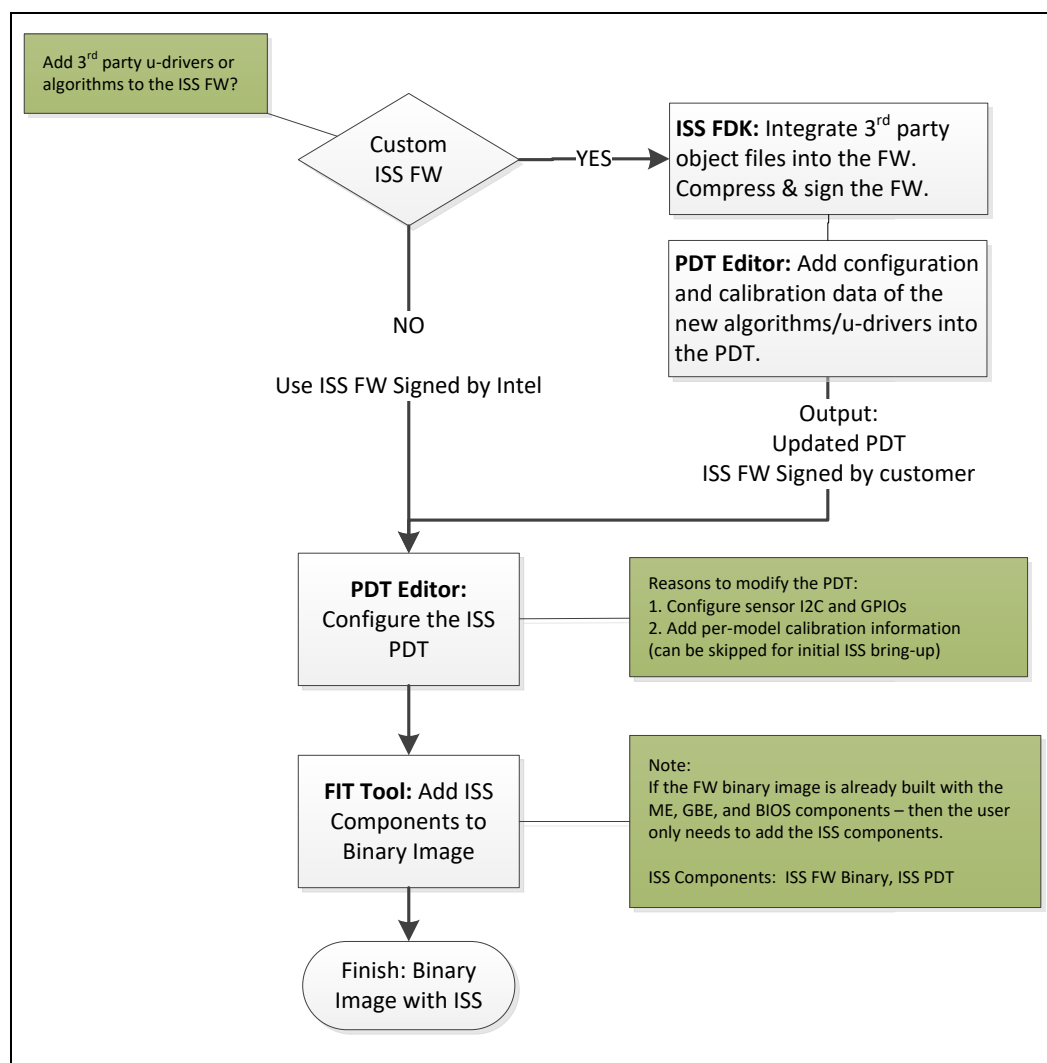 Add 3rd party u-drivers or
algorithms to the ISS FW?
Custom
ISS FW
YES
ISS FDK: Integrate 3rd party
object files into the FW.
Compress & sign the FW.
PDT Editor: Add configuration
and calibration data of the
new algorithms/u-drivers into
the PDT.
NO
Use ISS FW Signed by Intel
Output:
Updated PDT
ISS FW Signed by customer
PDT Editor:
Configure the ISS
PDT
Reasons to modify the PDT:
1. Configure sensor I2C and GPIOs
2. Add per-model calibration information
(can be skipped for initial ISS bring-up)
FIT Tool: Add ISS
Components to
Binary Image
Note:
If the FW binary image is already built with the
ME, GBE, and BIOS components – then the user
only needs to add the ISS components.
ISS Components:  ISS FW Binary, ISS PDT
Finish: Binary
Image with ISS